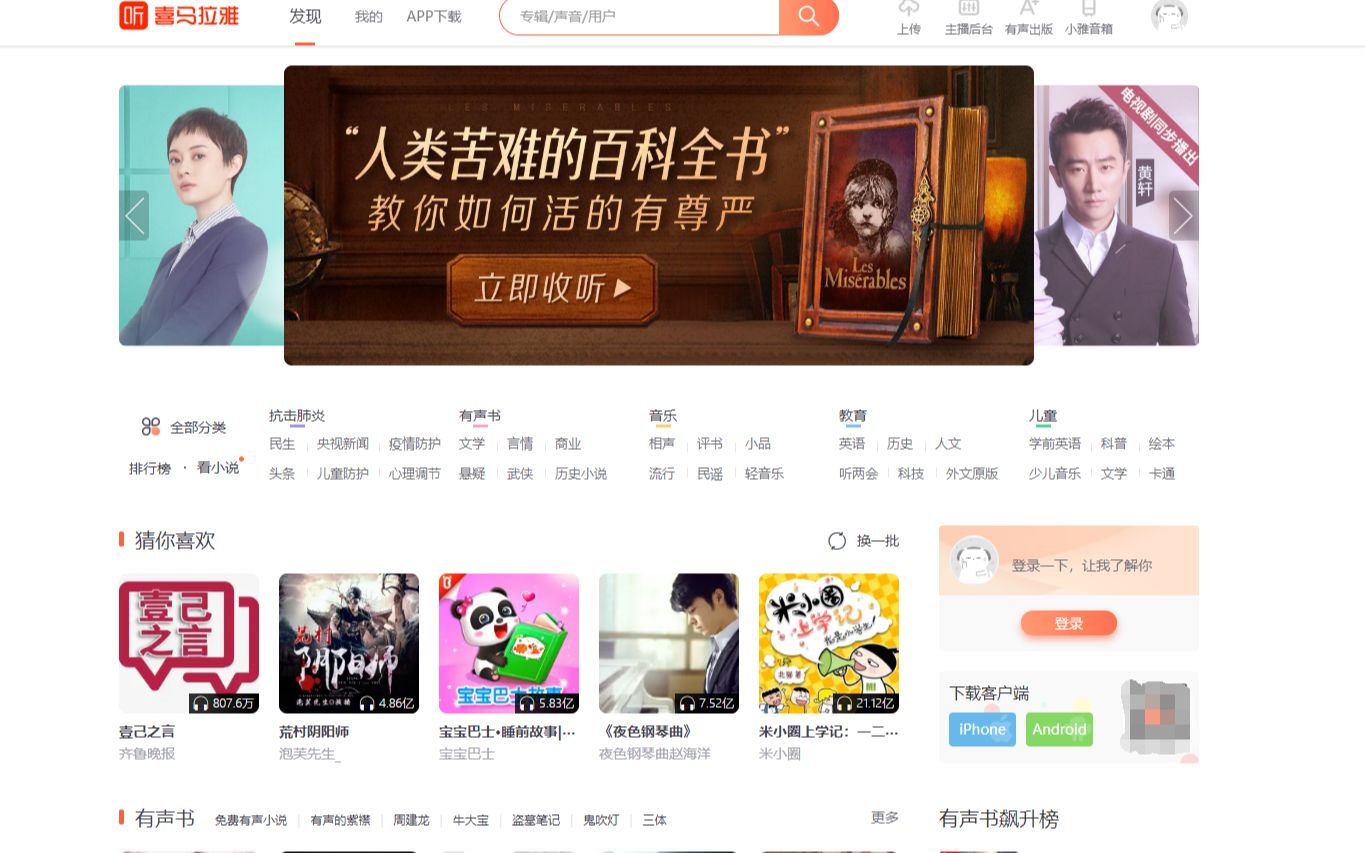 听 喜马拉雅 发现 我的 APP下载 专辑/声音/用户 上传 主播后台 有声出版 小雅音箱
LES MISERABLES
“人类苦难的百科全书”
教你如何活的有尊严
立即收听
Les
Misérables
电视剧同步播出
黄轩
全部分类
排行榜 · 看小说
抗击肺炎
民生 央视新闻 疫情防护
头条 儿童防护 心理调节
有声书
文学 言情 商业
悬疑 武侠 历史小说
音乐
相声 评书 小品
流行 民谣 轻音乐
教育
英语 历史 人文
听两会 科技 外文原版
儿童
学前英语 科普 绘本
少儿音乐 文学 卡通
猜你喜欢 换一批
壹己
之言
807.6万
壹己之言
齐鲁晚报
荒村
阴阳师
4.86亿
荒村阴阳师
泡芙先生_
宝宝巴士故事
5.83亿
宝宝巴士•睡前故事|···
宝宝巴士
7.52亿
《夜色钢琴曲》
夜色钢琴曲赵海洋
米小圈
上学记
我是小学生!
北猫 著
21.12亿
米小圈上学记：一二···
米小圈
登录一下，让我了解你
登录
下载客户端
iPhone Android
有声书 免费有声小说 有声的紫襟 周建龙 牛大宝 盗墓笔记 鬼吹灯 三体 更多
有声书飙升榜